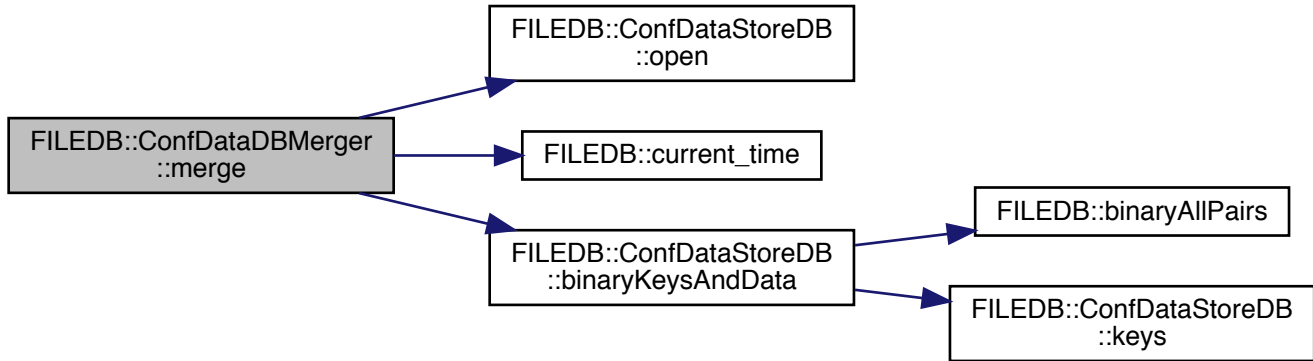 FILEDB::ConfDataDBMerger
::merge
FILEDB::ConfDataStoreDB
::open
FILEDB::current_time
FILEDB::ConfDataStoreDB
::binaryKeysAndData
FILEDB::binaryAllPairs
FILEDB::ConfDataStoreDB
::keys